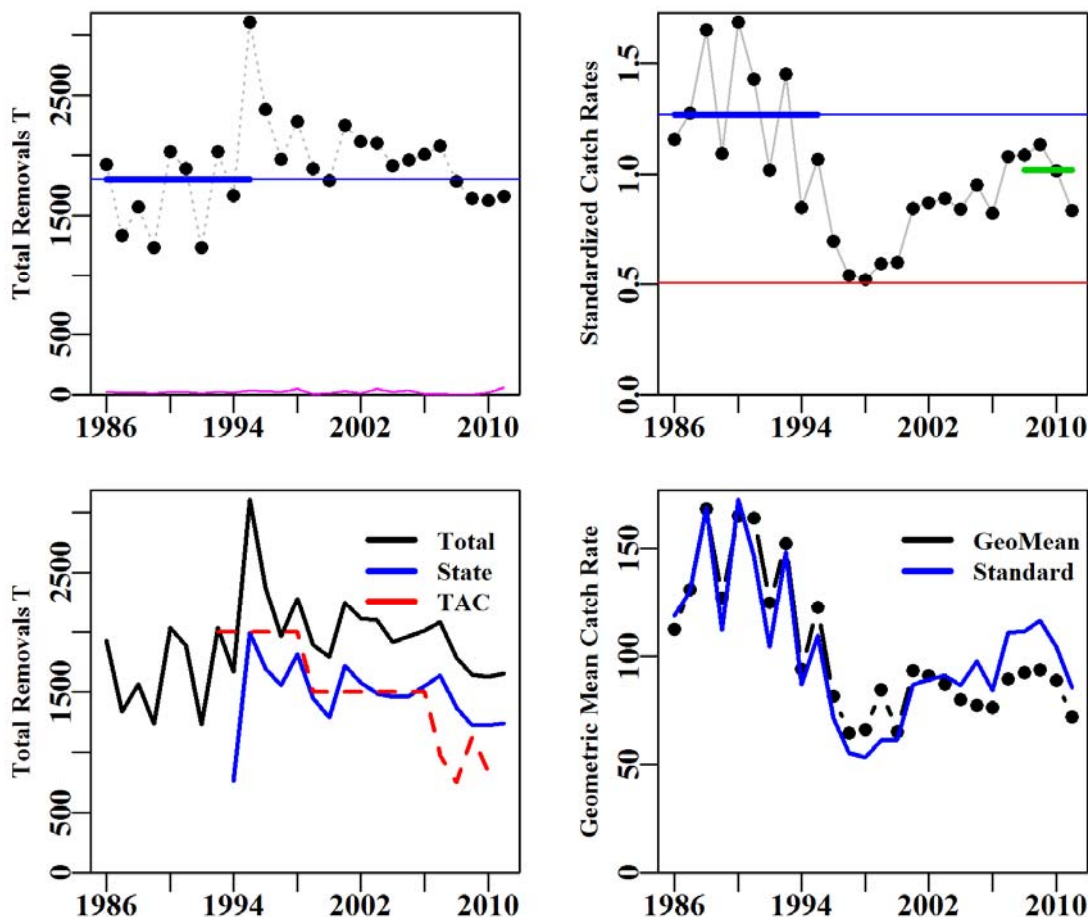 Total Removals T
2500
1500
500
0
1986 1994 2002 2010
Standardized Catch Rates
1.5
1.0
0.5
0.0
1986 1994 2002 2010
Total Removals T
2500
1500
500
0
Total
State
TAC
1986 1994 2002 2010
Geometric Mean Catch Rate
150
100
50
0
GeoMean
Standard
1986 1994 2002 2010